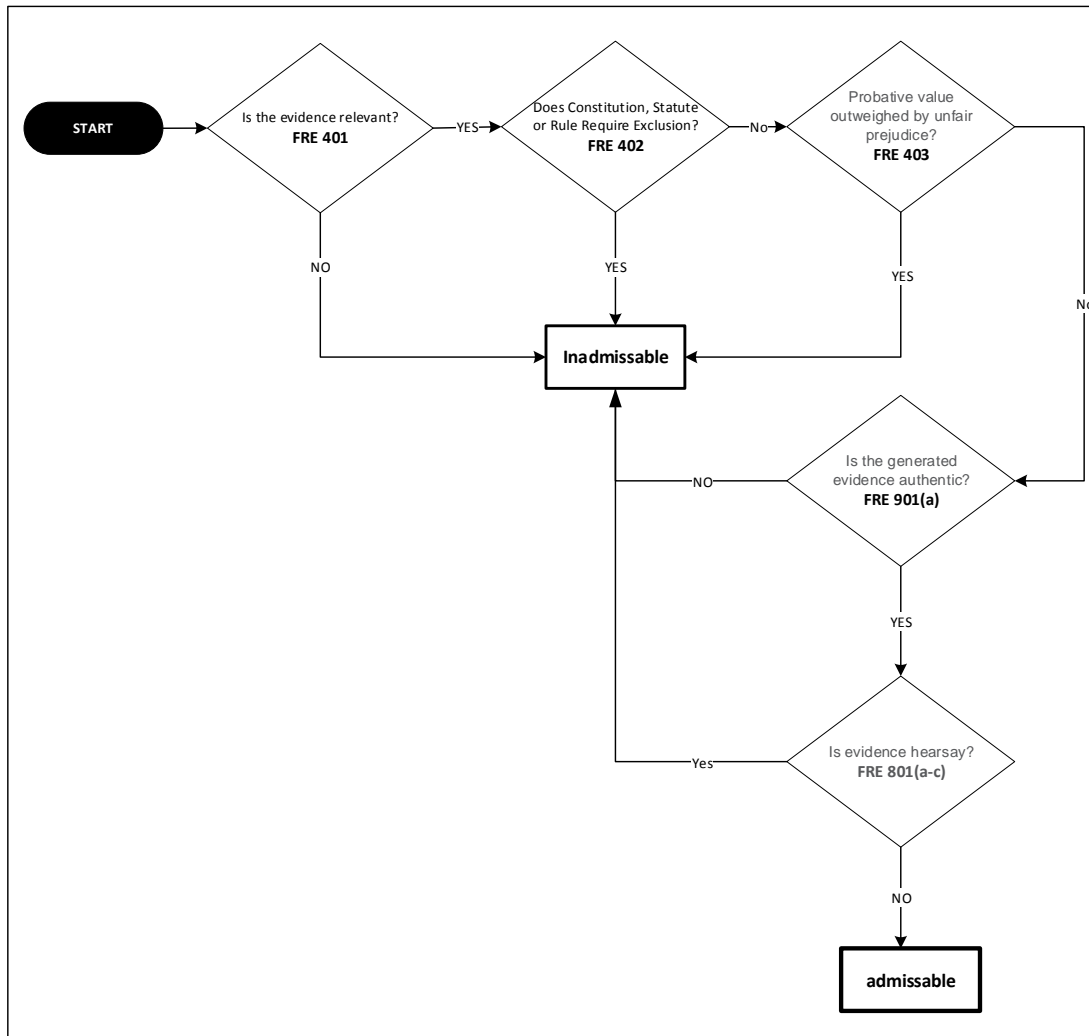 START
Is the evidence relevant?
FRE 401
YES
Does Constitution, Statute
or Rule Require Exclusion?
FRE 402
No
Probative value
outweighed by unfair
prejudice?
FRE 403
NO
YES
YES
No
Inadmissable
Is the generated
evidence authentic?
FRE 901(a)
NO
YES
Is evidence hearsay?
FRE 801(a-c)
Yes
NO
admissable